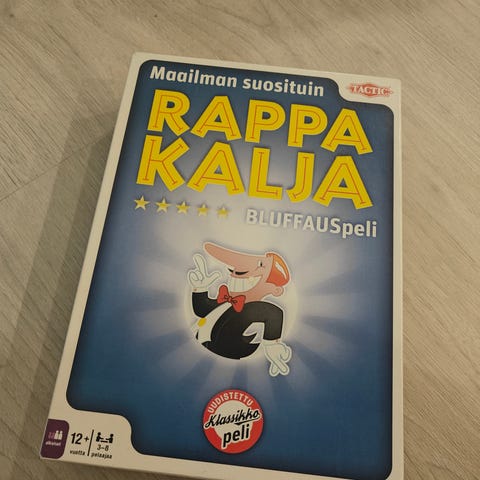 Maailman suosituin
TACTIC
RAPPA
KALJA
BLUFFAUSpeli
UUDISTETTU
Klassikko
peli
12+
vuotta
3–8
pelaajaa